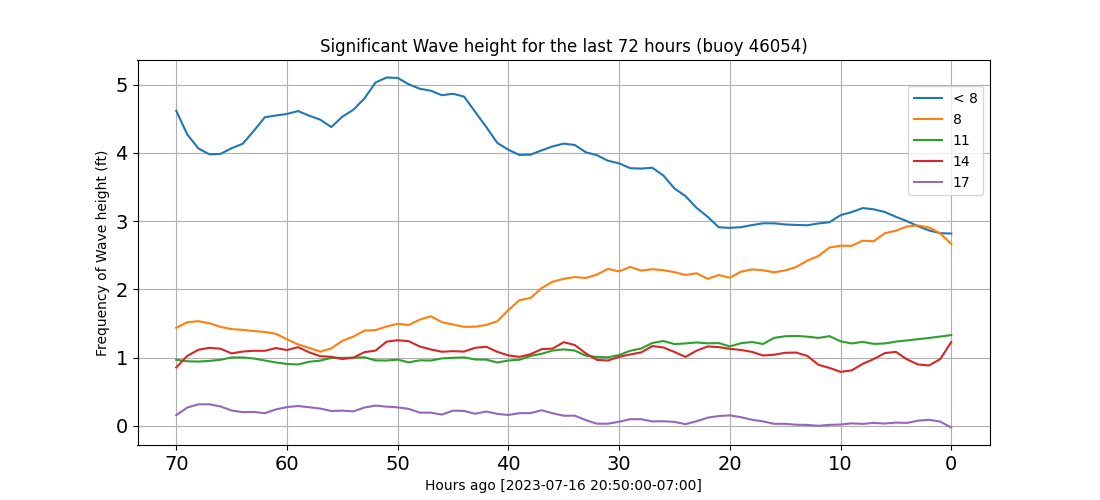 Significant Wave height for the last 72 hours (buoy 46054)
Frequency of Wave height (ft)
5
4
3
2
1
0
< 8
8
11
14
17
70 60 50 40 30 20 10 0
Hours ago [2023-07-16 20:50:00-07:00]